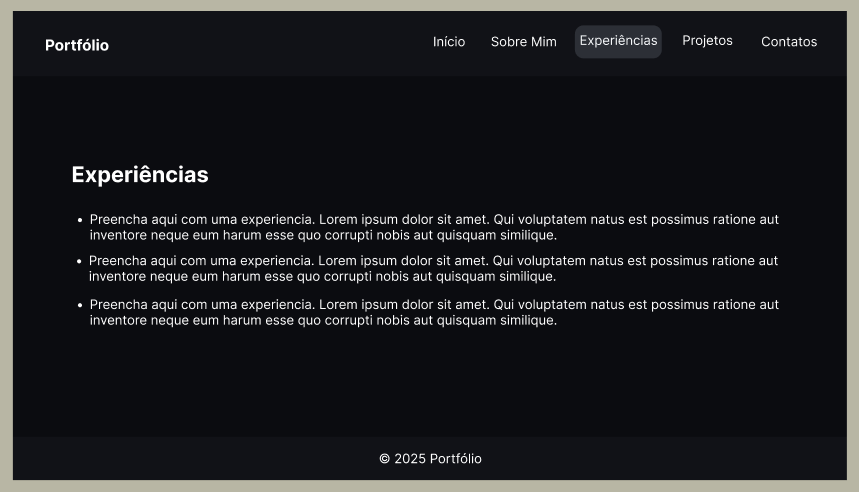 Portfólio
Início Sobre Mim Experiências Projetos Contatos
Experiências
• Preencha aqui com uma experiencia. Lorem ipsum dolor sit amet. Qui voluptatem natus est possimus ratione aut
inventore neque eum harum esse quo corrupti nobis aut quisquam similique.
• Preencha aqui com uma experiencia. Lorem ipsum dolor sit amet. Qui voluptatem natus est possimus ratione aut
inventore neque eum harum esse quo corrupti nobis aut quisquam similique.
• Preencha aqui com uma experiencia. Lorem ipsum dolor sit amet. Qui voluptatem natus est possimus ratione aut
inventore neque eum harum esse quo corrupti nobis aut quisquam similique.
© 2025 Portfólio